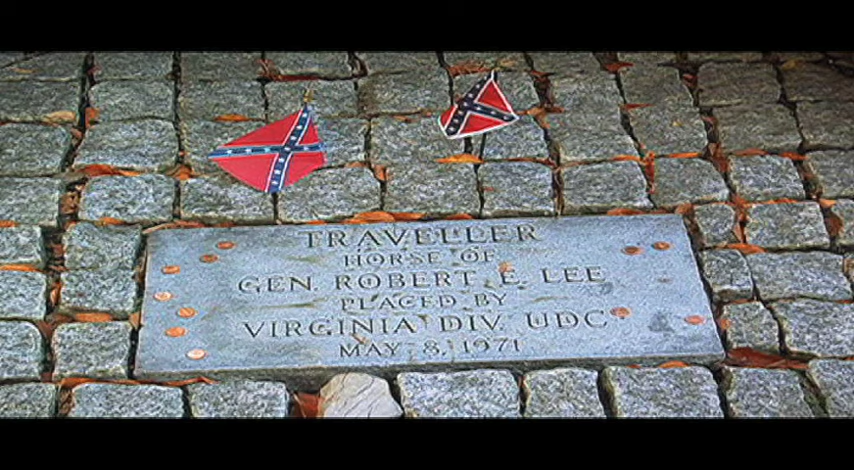 TRAVELLER
HORSE OF
GEN. ROBERT E. LEE
PLACED BY
VIRGINIA DIV. UDC
MAY 8, 1971